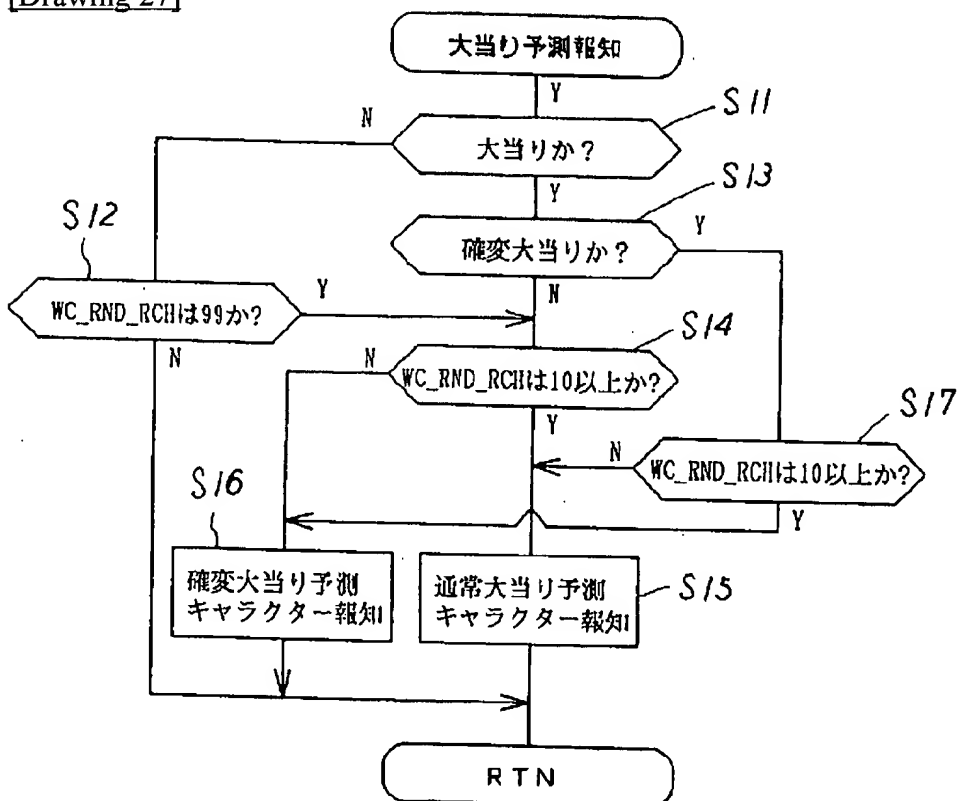 [Drawing 27]
大当り予測報知
Y
N
S11
大当りか？
Y
S13
S12
確変大当りか？
Y
WC_RND_RCHは99か？
Y
N
S14
N
N
WC_RND_RCHは10以上か？
S17
Y
N
WC_RND_RCHは10以上か？
S16
Y
確変大当り予測
キャラクター報知
通常大当り予測
キャラクター報知
S15
RTN